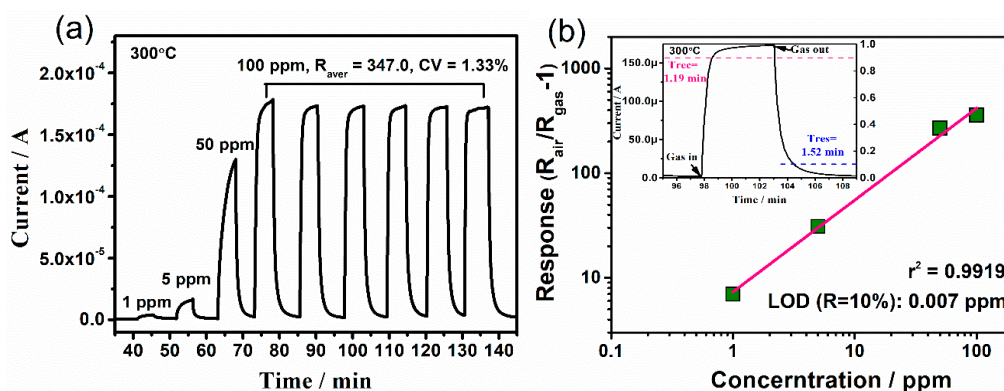 (a)
300°C
100 ppm, Raver = 347.0, CV = 1.33%
50 ppm
5 ppm
1 ppm
2.0x10-4
1.5x10-4
1.0x10-4
5.0x10-5
0.0
Current / A
40 50 60 70 80 90 100 110 120 130 140
Time / min
(b)
1000
100
10
Response (Rair/Rgas-1)
300°C
Gas out
Trec=
1.19 min
Tres=
1.52 min
Gas in
150.0μ
100.0μ
50.0μ
0.0
Current / A
1.0
0.8
0.6
0.4
0.2
0.0
96 98 100 102 104 106 108
Time / min
r² = 0.9919
LOD (R=10%): 0.007 ppm
0.1 1 10 100
Concerntration / ppm